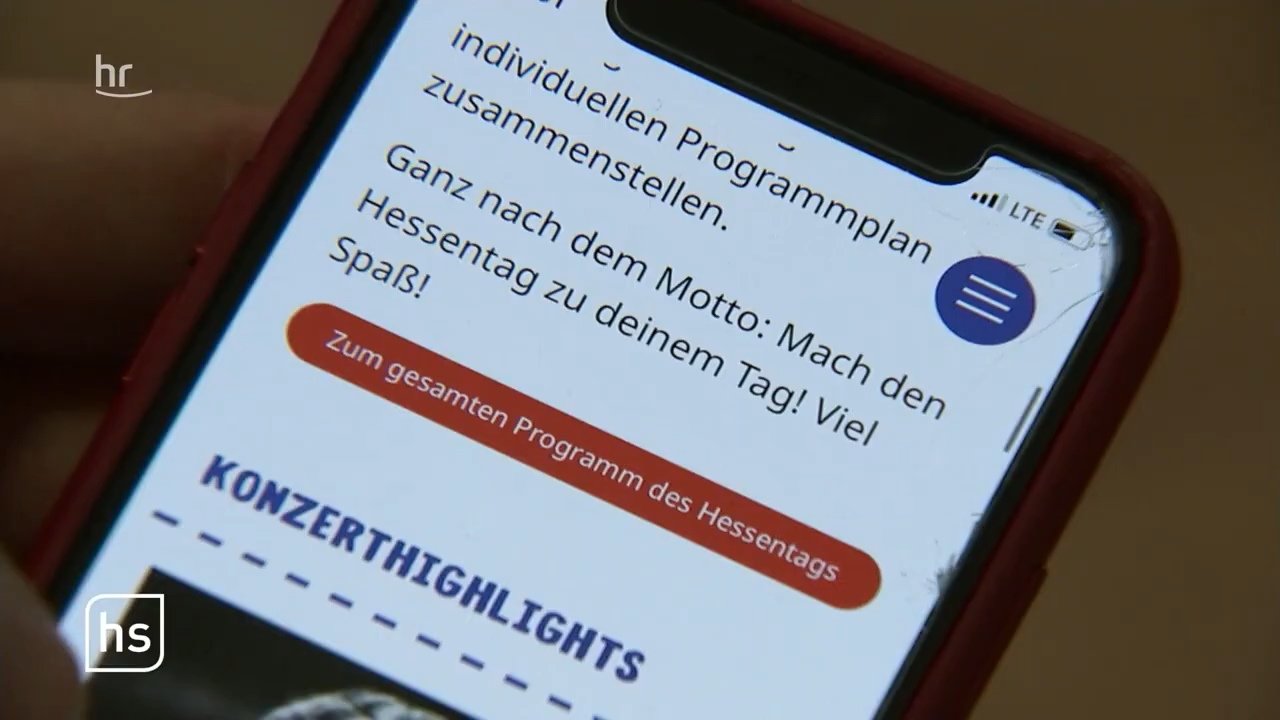 hr
individuellen Programmplan
zusammenstellen.
Ganz nach dem Motto: Mach den
Hessentag zu deinem Tag! Viel
Spaß!
LTE
Zum gesamten Programm des Hessentags
KONZERTHIGHLIGHTS
hs